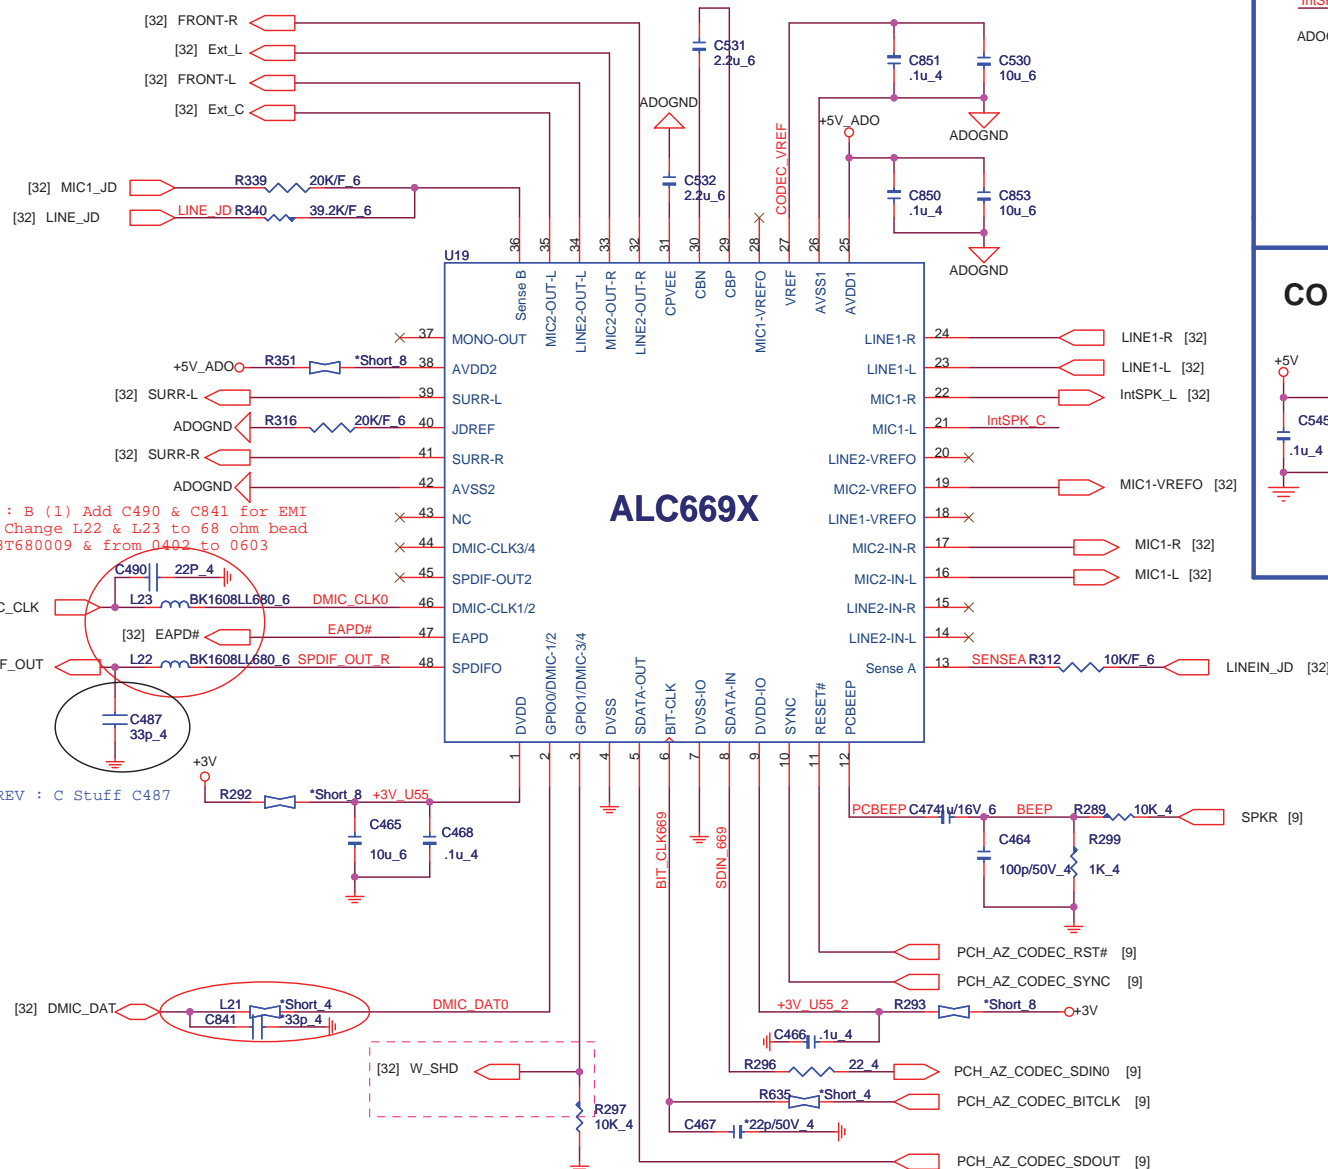 [32] FRONT-R
[32] Ext_L
[32] FRONT-L
[32] Ext_C
C531
2.2u_6
C851
.1u_4
C530
10u_6
ADOGND
ADOGND
+5V_ADO
CODEC_VREF
ADOGND
C532
2.2u_6
C850
.1u_4
C853
10u_6
ADOGND
[32] MIC1_JD
R339
20K/F_6
[32] LINE_JD
LINE_JD
R340
39.2K/F_6
36
35
34
33
32
31
30
29
28
27
26
25
U19
Sense B
MIC2-OUT-L
LINE2-OUT-L
MIC2-OUT-R
LINE2-OUT-R
CPVEE
CBN
CBP
MIC1-VREFO
VREF
AVSS1
AVDD1
37 MONO-OUT
+5V_ADO R351 *Short_8 38 AVDD2
[32] SURR-L 39 SURR-L
ADOGND R316 20K/F_6 40 JDREF
[32] SURR-R 41 SURR-R
ADOGND 42 AVSS2
43 NC
44 DMIC-CLK3/4
45 SPDIF-OUT2
46 DMIC-CLK1/2
47 EAPD
48 SPDIFO
ALC669X
LINE1-R 24 LINE1-R [32]
LINE1-L 23 LINE1-L [32]
MIC1-R 22 IntSPK_L [32]
MIC1-L 21 IntSPK_C
LINE2-VREFO 20
MIC2-VREFO 19 MIC1-VREFO [32]
LINE1-VREFO 18
MIC2-IN-R 17 MIC1-R [32]
MIC2-IN-L 16 MIC1-L [32]
LINE2-IN-R 15
LINE2-IN-L 14
Sense A 13 SENSEA R312 10K/F_6 LINEIN_JD [32]
: B (1) Add C490 & C841 for EMI
Change L22 & L23 to 68 ohm bead
BT680009 & from 0402 to 0603
C490 22P_4
C_CLK L23 BK1608LL680_6 DMIC_CLK0
[32] EAPD# EAPD#
F_OUT L22 BK1608LL680_6 SPDIF_OUT_R
C487
33p_4
REV : C Stuff C487
DVDD
GPIO0/DMIC-1/2
GPIO1/DMIC-3/4
DVSS
SDATA-OUT
BIT-CLK
DVSS-IO
SDATA-IN
DVDD-IO
SYNC
RESET#
PCBEEP
1
2
3
4
5
6
7
8
9
10
11
12
+3V
R292 *Short_8 +3V_U55
C465
10u_6
C468
.1u_4
BIT_CLK669
SDIN_669
PCBEEP C474 1u/16V_6 BEEP R289 10K_4 SPKR [9]
C464
100p/50V_4
R299
1K_4
PCH_AZ_CODEC_RST# [9]
PCH_AZ_CODEC_SYNC [9]
[32] DMIC_DAT L21 *Short_4 DMIC_DAT0
C841 *33p_4
+3V_U55_2 R293 *Short_8 +3V
C466 .1u_4
[32] W_SHD
R297
10K_4
R296 22_4 PCH_AZ_CODEC_SDIN0 [9]
R635 *Short_4 PCH_AZ_CODEC_BITCLK [9]
C467 *22p/50V_4
PCH_AZ_CODEC_SDOUT [9]
CO
+5V
C545
.1u_4